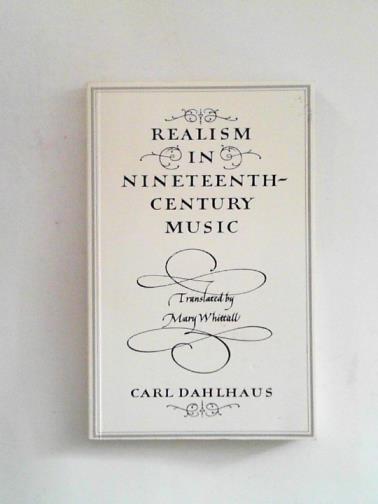 REALISM
IN
NINETEENTH-
CENTURY
MUSIC
Translated by
Mary Whittall
CARL DAHLHAUS